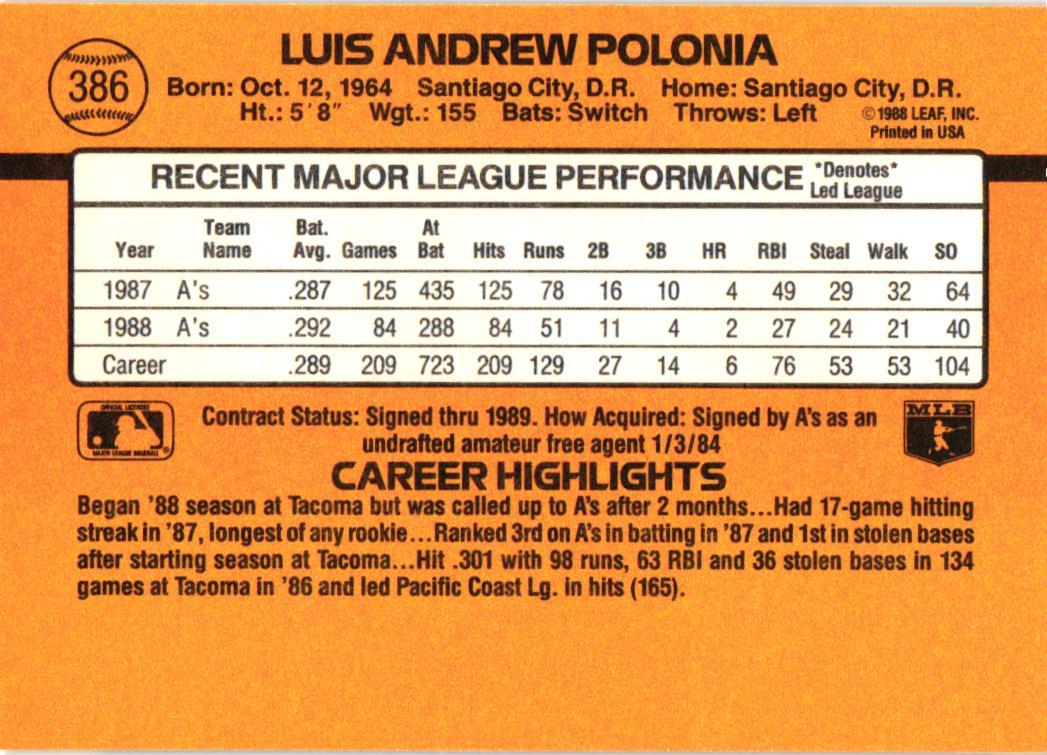 LUIS ANDREW POLONIA
386
Born: Oct. 12, 1964 Santiago City, D.R. Home: Santiago City, D.R.
Ht.: 5'8" Wgt.: 155 Bats: Switch Throws: Left
©1988 LEAF, INC.
Printed in USA
RECENT MAJOR LEAGUE PERFORMANCE *Denotes*
Led League
Year Team Name Bat. Avg. Games At Bat Hits Runs 2B 3B HR RBI Steal Walk SO
1987 A's .287 125 435 125 78 16 10 4 49 29 32 64
1988 A's .292 84 288 84 51 11 4 2 27 24 21 40
Career .289 209 723 209 129 27 14 6 76 53 53 104
OFFICIAL LICENSEE
MAJOR LEAGUE BASEBALL
®
Contract Status: Signed thru 1989. How Acquired: Signed by A's as an
undrafted amateur free agent 1/3/84
MLB
CAREER HIGHLIGHTS
Began '88 season at Tacoma but was called up to A's after 2 months...Had 17-game hitting
streak in '87, longest of any rookie...Ranked 3rd on A's in batting in '87 and 1st in stolen bases
after starting season at Tacoma...Hit .301 with 98 runs, 63 RBI and 36 stolen bases in 134
games at Tacoma in '86 and led Pacific Coast Lg. in hits (165).